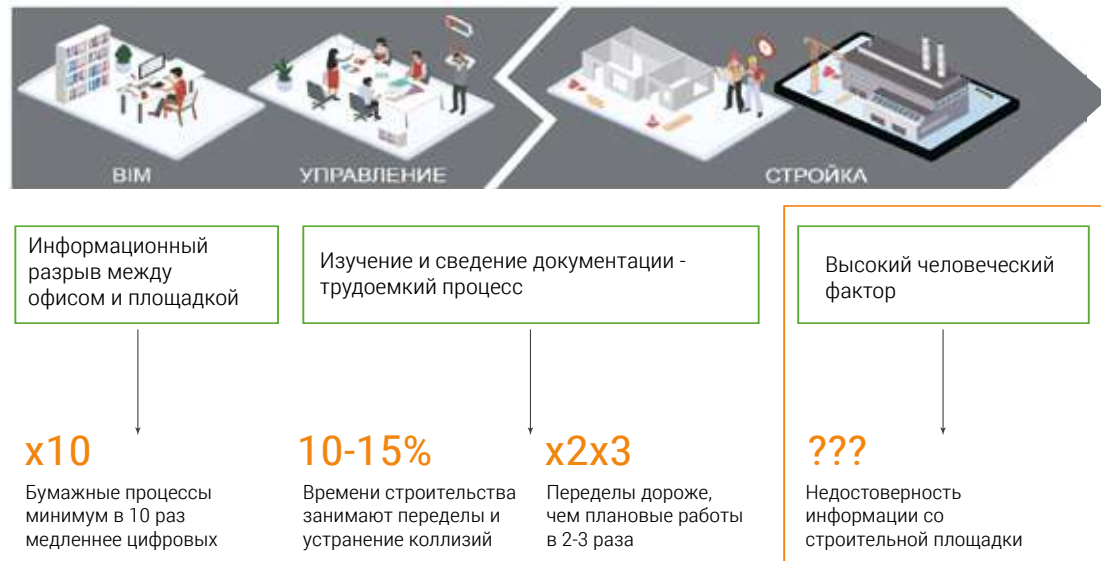 BIM
УПРАВЛЕНИЕ
СТРОЙКА
Информационный
разрыв между
офисом и площадкой
Изучение и сведение документации -
трудоемкий процесс
Высокий человеческий
фактор
x10
Бумажные процессы
минимум в 10 раз
медленнее цифровых
10-15%
Времени строительства
занимают переделы и
устранение коллизий
x2x3
Переделы дороже,
чем плановые работы
в 2-3 раза
???
Недостоверность
информации со
строительной площадки